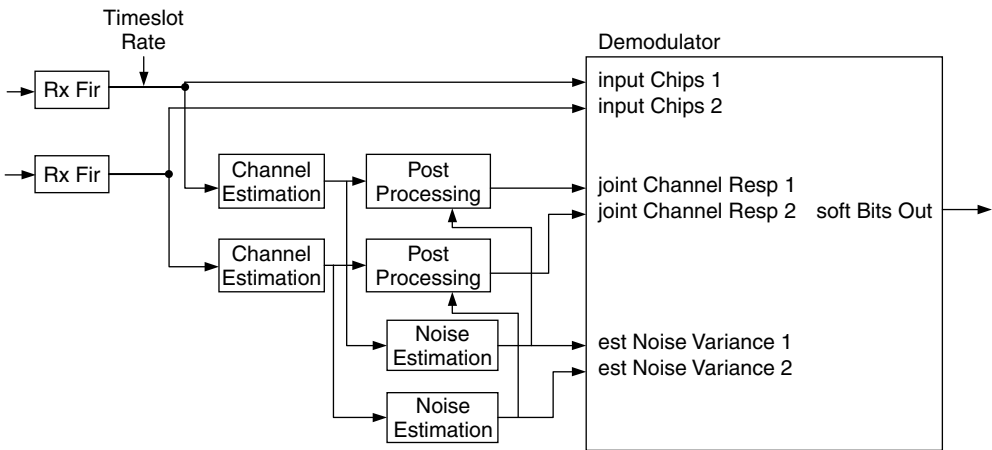 Timeslot
Rate
Demodulator
Rx Fir
input Chips 1
input Chips 2
Rx Fir
Channel
Estimation
Post
Processing
joint Channel Resp 1
joint Channel Resp 2
soft Bits Out
Channel
Estimation
Post
Processing
Noise
Estimation
est Noise Variance 1
est Noise Variance 2
Noise
Estimation